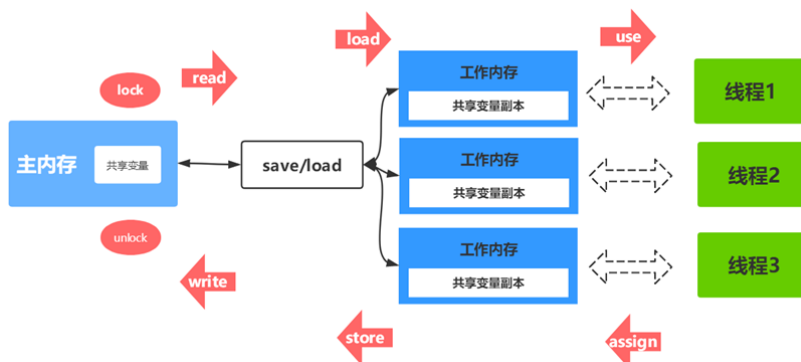 load
use
read
lock
工作内存
共享变量副本
线程1
主内存
共享变量
save/load
工作内存
共享变量副本
线程2
unlock
工作内存
共享变量副本
线程3
write
store
assign